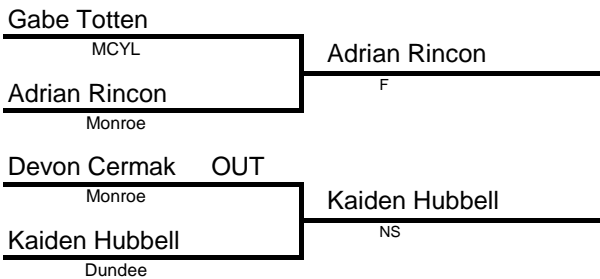 Gabe Totten
MCYL
Adrian Rincon
F
Adrian Rincon
Monroe
Devon Cermak OUT
Monroe
Kaiden Hubbell
NS
Kaiden Hubbell
Dundee